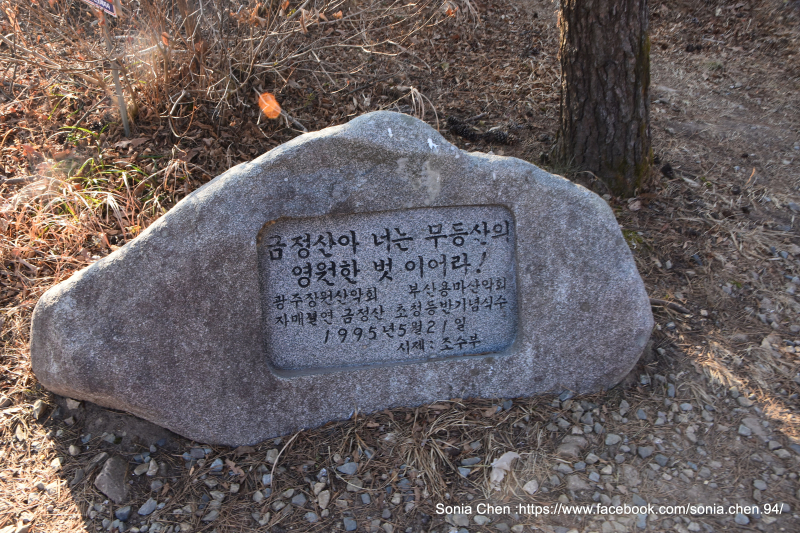 금정산아 너는 무등산의
영원한 벗 이어라!
광주장원산악회 부산용마산악회
자매결연 금정산 초청등반기념식수
1995년5월21일
시제:조수부
Sonia Chen :https://www.facebook.com/sonia.chen.94/